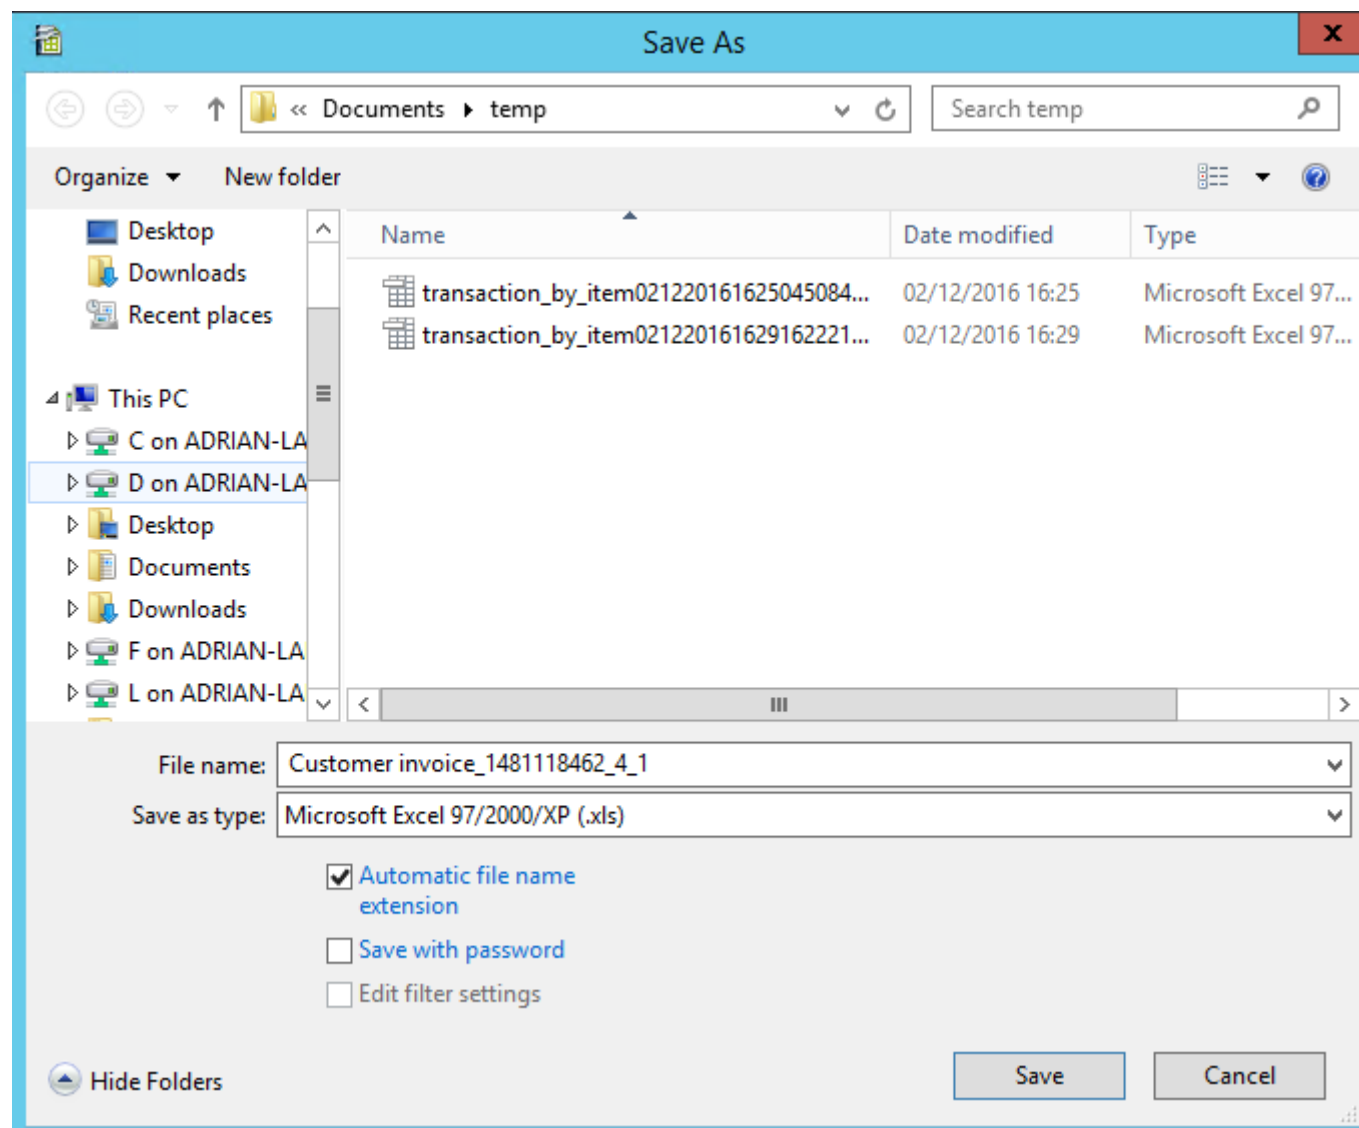 Save As
« Documents temp
Search temp
Organize New folder
Desktop
Downloads
Recent places
This PC
C on ADRIAN-LA
D on ADRIAN-LA
Desktop
Documents
Downloads
F on ADRIAN-LA
L on ADRIAN-LA
Name Date modified Type
transaction_by_item021220161625045084... 02/12/2016 16:25 Microsoft Excel 97...
transaction_by_item021220161629162221... 02/12/2016 16:29 Microsoft Excel 97...
File name: Customer invoice_1481118462_4_1
Save as type: Microsoft Excel 97/2000/XP (.xls)
Automatic file name
extension
Save with password
Edit filter settings
Hide Folders
Save Cancel